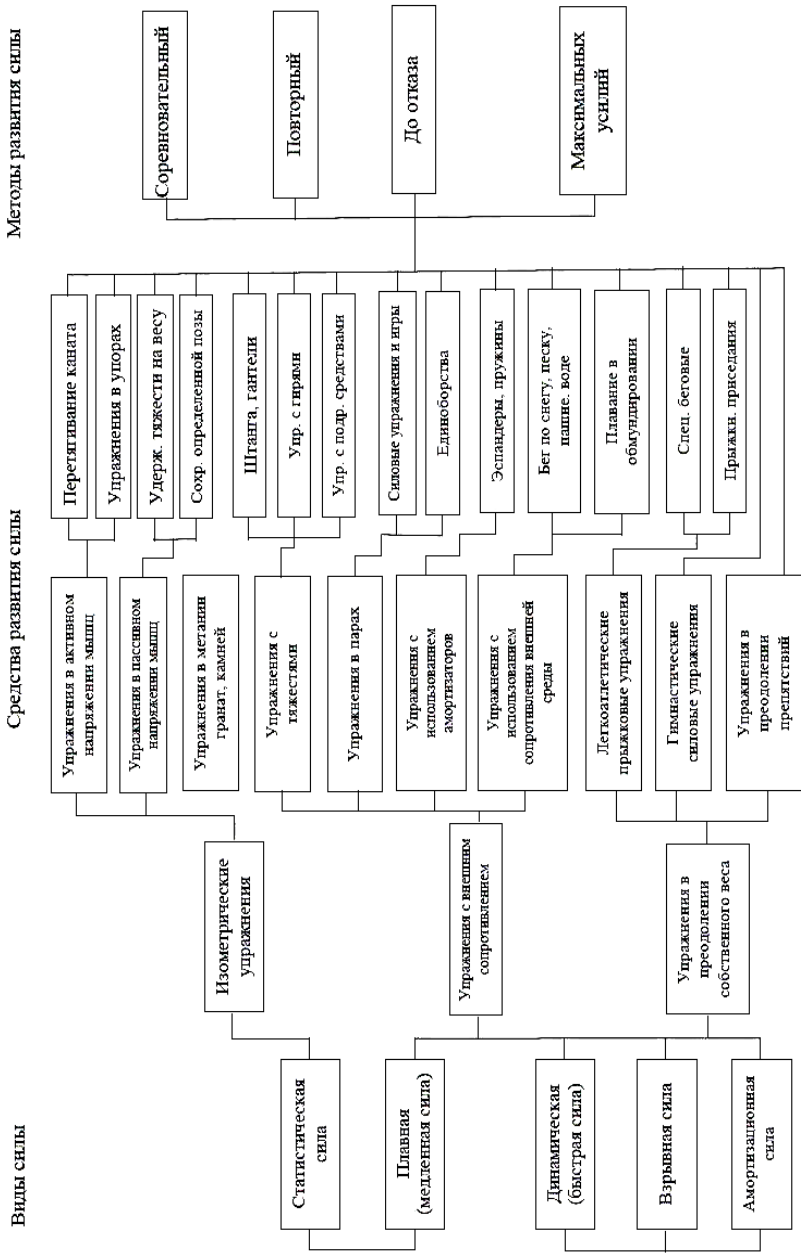 Виды силы
Средства развития силы
Методы развития силы
Статистическая
сила
Плавная
(медленная сила)
Динамическая
(быстрая сила)
Взрывная сила
Амортизационная
сила
Изометрические
упражнения
Упражнения с внешним
сопротивлением
Упражнения в
преодолении
собственного веса
Упражнения в активном
напряжении мышц
Упражнения в пассивном
напряжении мышц
Упражнения в метании
гранат, камней
Упражнения с
тяжестями
Упражнения в парах
Упражнения с
использованием
амортизаторов
Упражнения с
использованием
сопротивления внешней
среды
Легкоатлетические
прыжковые упражнения
Гимнастические
силовые упражнения
Упражнения в
преодолении
препятствий
Перетягивание каната
Упражнения в упорах
Удерж. тяжести на весу
Сохр. определенной позы
Штанга, гантели
Упр. с гирями
Упр. с подр. средствами
Силовые упражнения и игры
Единоборства
Эспандеры, пружины
Бег по снегу, песку,
пашне. воде
Плавание в
обмундировании
Спец. беговые
Прыжки. приседания
Соревновательный
Повторный
До отказа
Максимальных
усилий